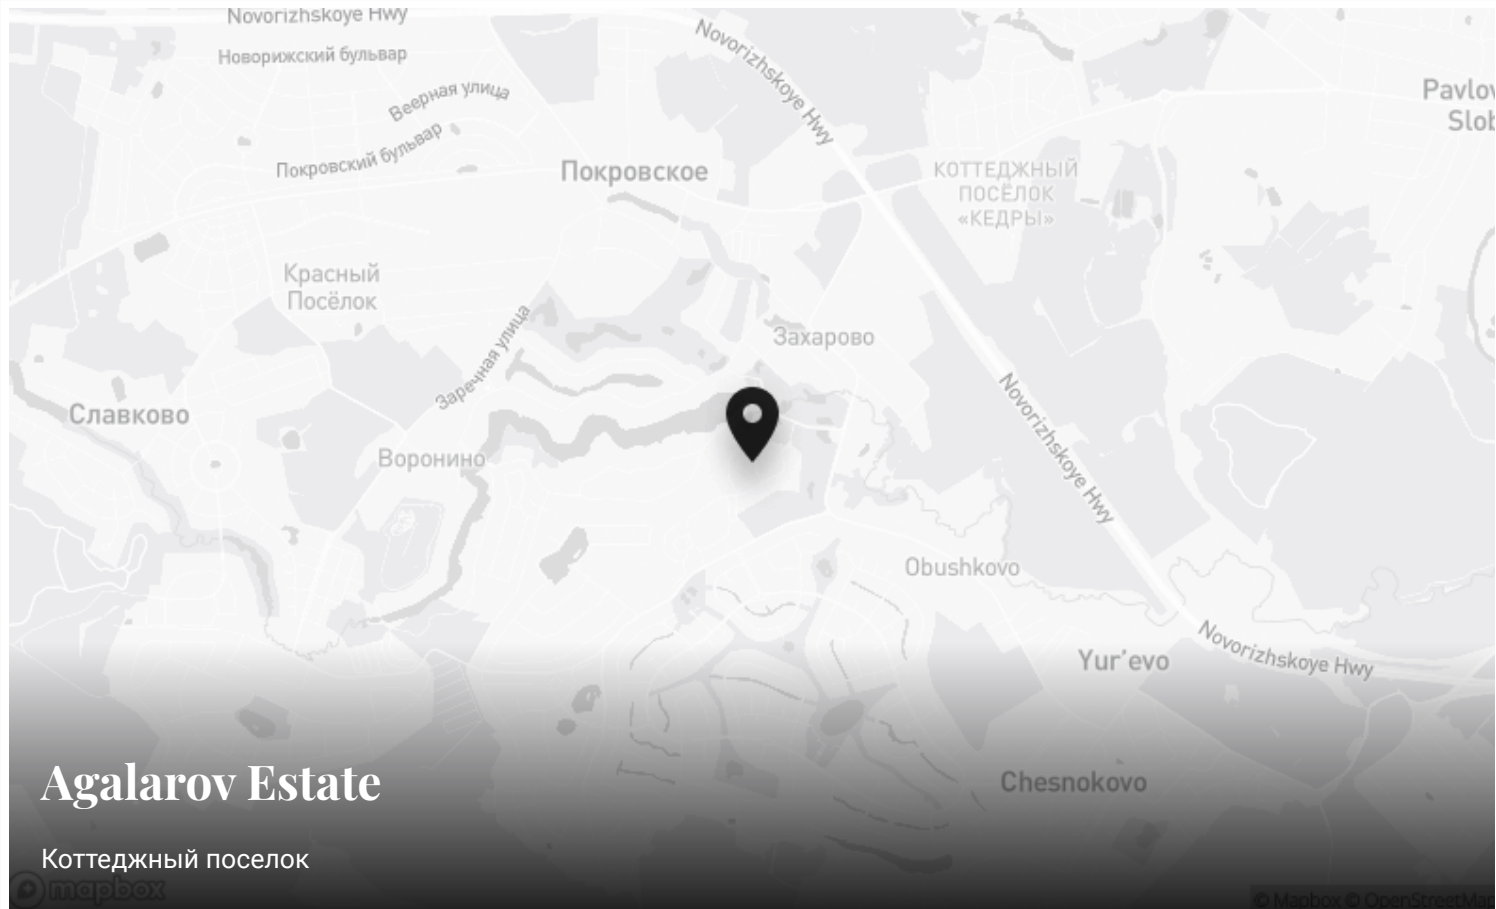 Novorizhskoye Hwy
Новорижский бульвар
Веерная улица
Покровский бульвар
Novorizhskoye Hwy
Покровское
КОТТЕДЖНЫЙ
ПОСЁЛОК
«КЕДРЫ»
Pavlov
Slob
Красный
Посёлок
Заречная улица
Захарово
Славково
Воронино
Novorizhskoye Hwy
Obushkovo
Novorizhskoye Hwy
Yur'evo
Chesnokovo
Agalarov Estate
Коттеджный поселок
mapbox
© Mapbox © OpenStreetMap